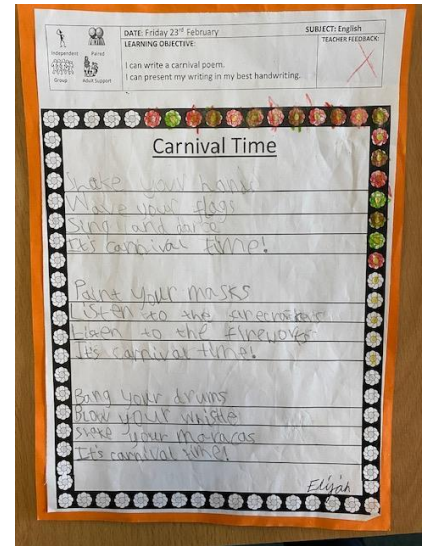 DATE: Friday 23rd February
SUBJECT: English
LEARNING OBJECTIVE:
TEACHER FEEDBACK:
Independent
Paired
Group
Adult Support
I can write a carnival poem.
I can present my writing in my best handwriting.
Carnival Time
Shake your hands
Wave your flags
Sing and dance
It's carnival time!
Paint your masks
Listen to the
Listen to the fireworks
It's carnival time!
Bang your drums
Blow your whistle
shake your maracas
It's carnival time!
Elijah